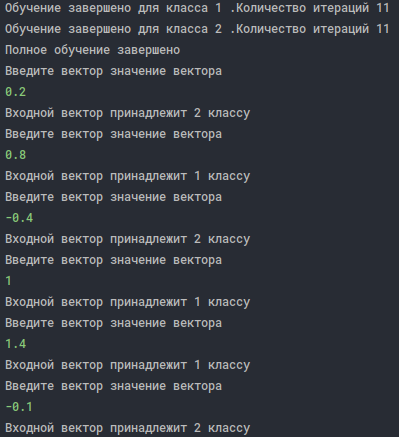 Обучение завершено для класса 1 .Количество итераций 11
Обучение завершено для класса 2 .Количество итераций 11
Полное обучение завершено
Введите вектор значение вектора
0.2
Входной вектор принадлежит 2 классу
Введите вектор значение вектора
0.8
Входной вектор принадлежит 1 классу
Введите вектор значение вектора
-0.4
Входной вектор принадлежит 2 классу
Введите вектор значение вектора
1
Входной вектор принадлежит 1 классу
Введите вектор значение вектора
1.4
Входной вектор принадлежит 1 классу
Введите вектор значение вектора
-0.1
Входной вектор принадлежит 2 классу